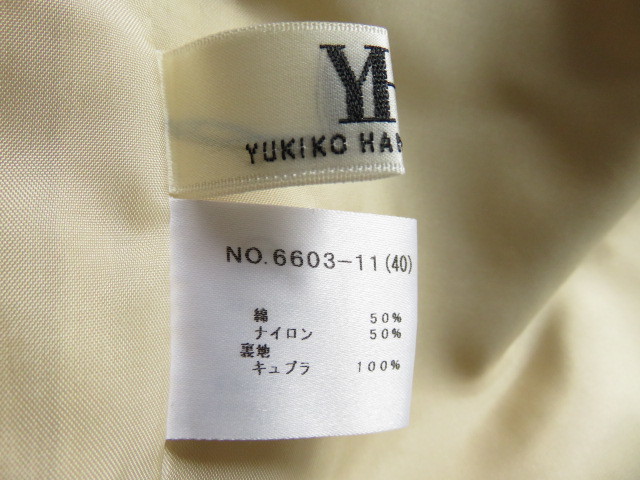 YH
YUKIKO HAN
NO.6603-11(40)
綿 50%
ナイロン 50%
裏地
キュプラ 100%